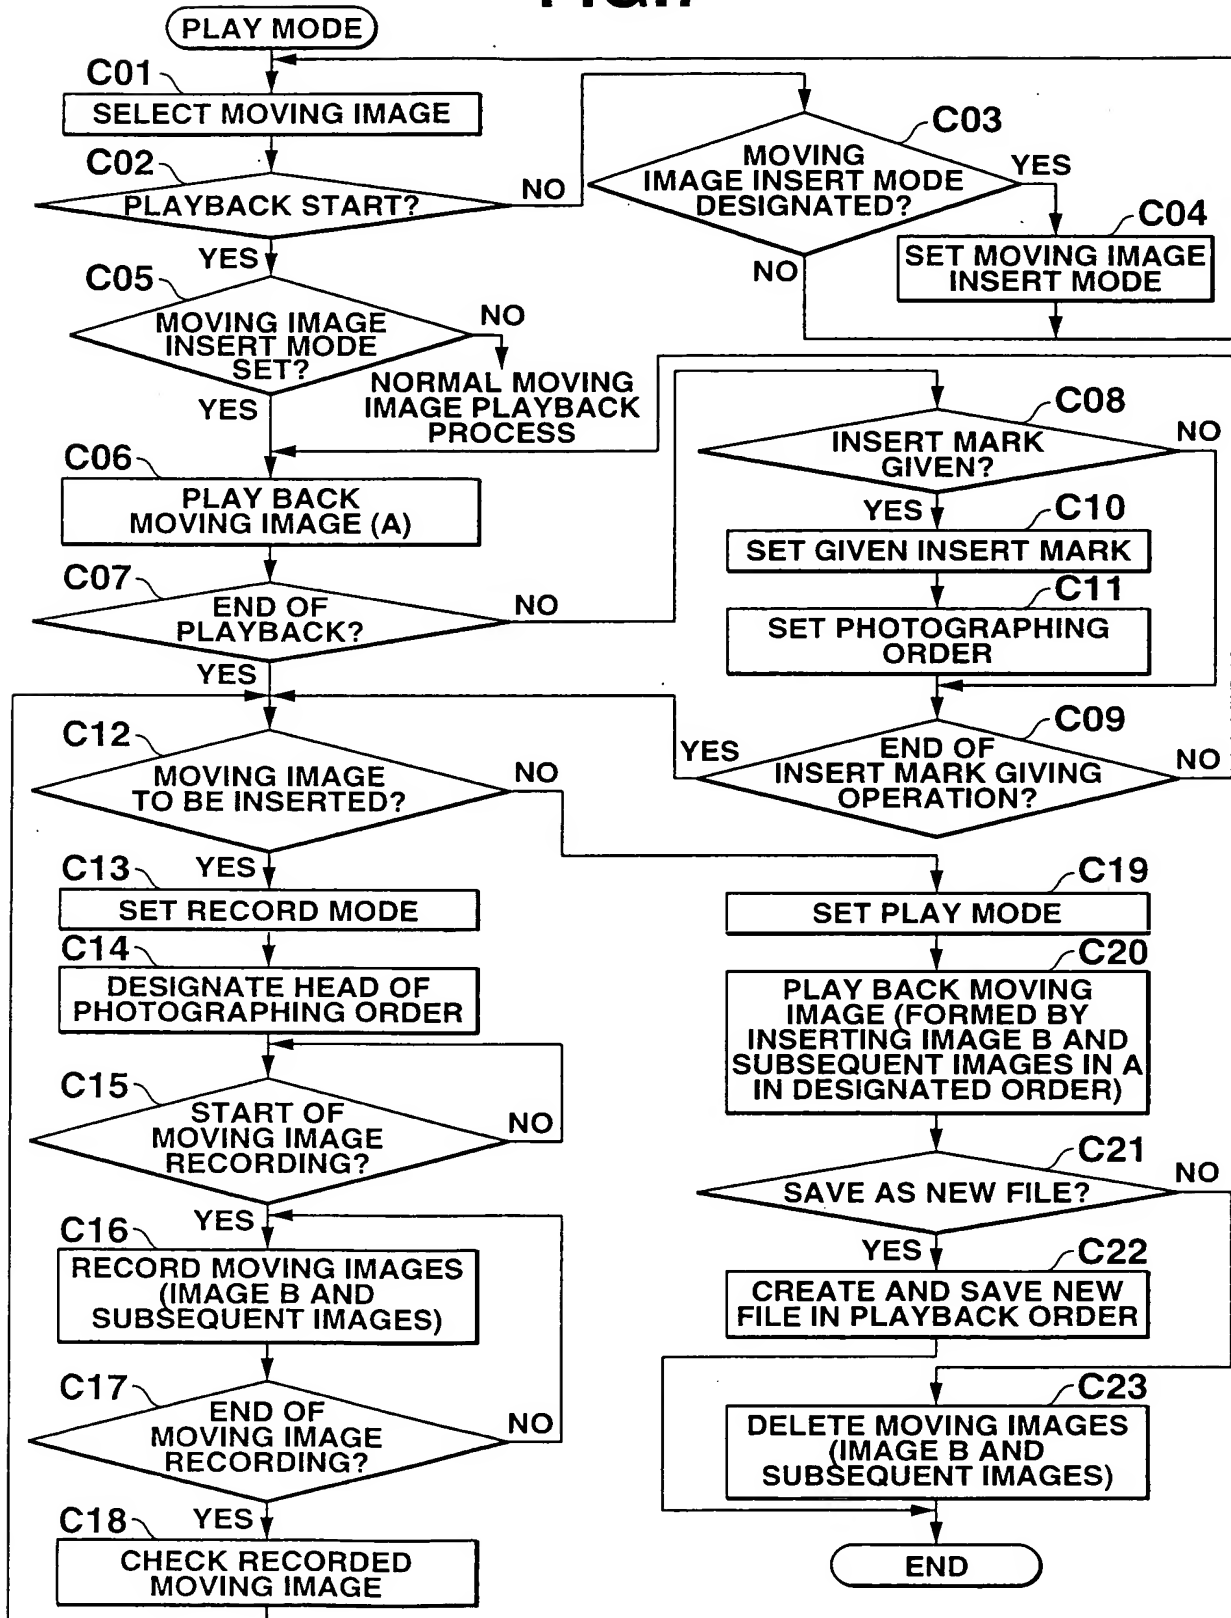 PLAY MODE
C01
SELECT MOVING IMAGE
C02
PLAYBACK START?
NO
YES
C03
MOVING
IMAGE INSERT MODE
DESIGNATED?
YES
NO
C04
SET MOVING IMAGE
INSERT MODE
C05
MOVING IMAGE
INSERT MODE
SET?
NO
YES
NORMAL MOVING
IMAGE PLAYBACK
PROCESS
C06
PLAY BACK
MOVING IMAGE (A)
C07
END OF
PLAYBACK?
NO
YES
C08
INSERT MARK
GIVEN?
NO
YES
C10
SET GIVEN INSERT MARK
C11
SET PHOTOGRAPHING
ORDER
C09
END OF
INSERT MARK GIVING
OPERATION?
YES
NO
C12
MOVING IMAGE
TO BE INSERTED?
NO
YES
C13
SET RECORD MODE
C14
DESIGNATE HEAD OF
PHOTOGRAPHING ORDER
C15
START OF
MOVING IMAGE
RECORDING?
NO
YES
C16
RECORD MOVING IMAGES
(IMAGE B AND
SUBSEQUENT IMAGES)
C17
END OF
MOVING IMAGE
RECORDING?
NO
YES
C18
CHECK RECORDED
MOVING IMAGE
C19
SET PLAY MODE
C20
PLAY BACK MOVING
IMAGE (FORMED BY
INSERTING IMAGE B AND
SUBSEQUENT IMAGES IN A
IN DESIGNATED ORDER)
C21
SAVE AS NEW FILE?
NO
YES
C22
CREATE AND SAVE NEW
FILE IN PLAYBACK ORDER
C23
DELETE MOVING IMAGES
(IMAGE B AND
SUBSEQUENT IMAGES)
END